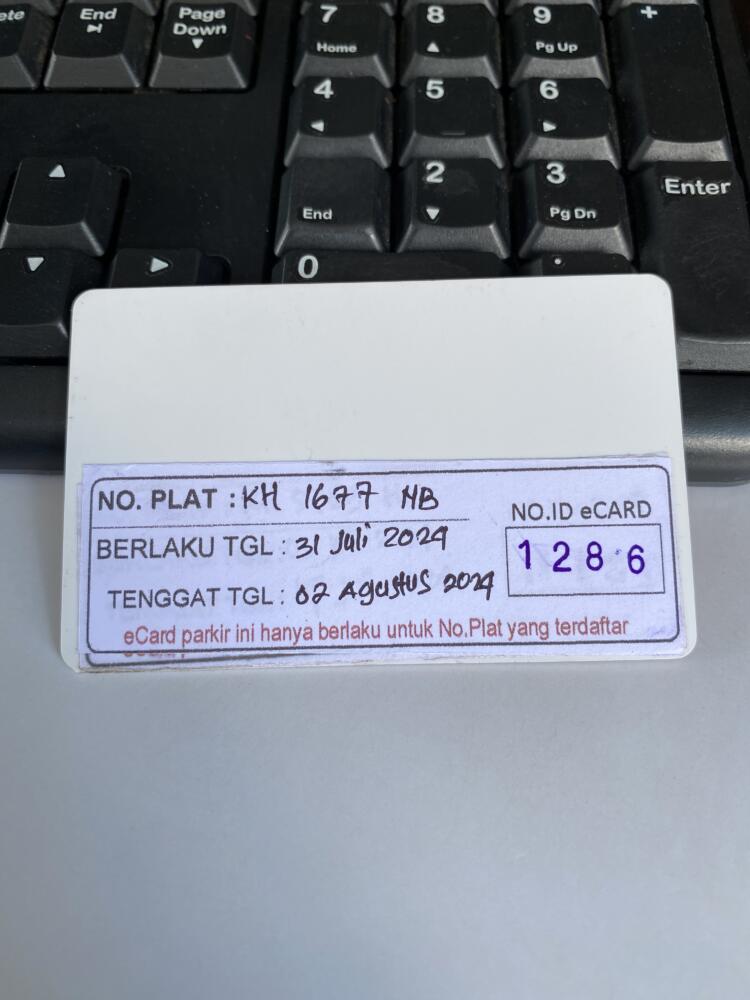 ete End Page Down 7 Home 8 9 Pg Up +
4 5 6
End 2 3 Pg Dn Enter
0 .
NO. PLAT : KH 1677 NB
NO.ID eCARD
BERLAKU TGL : 31 Juli 2024
1286
TENGGAT TGL : 02 Agustus 2024
eCard parkir ini hanya berlaku untuk No.Plat yang terdaftar